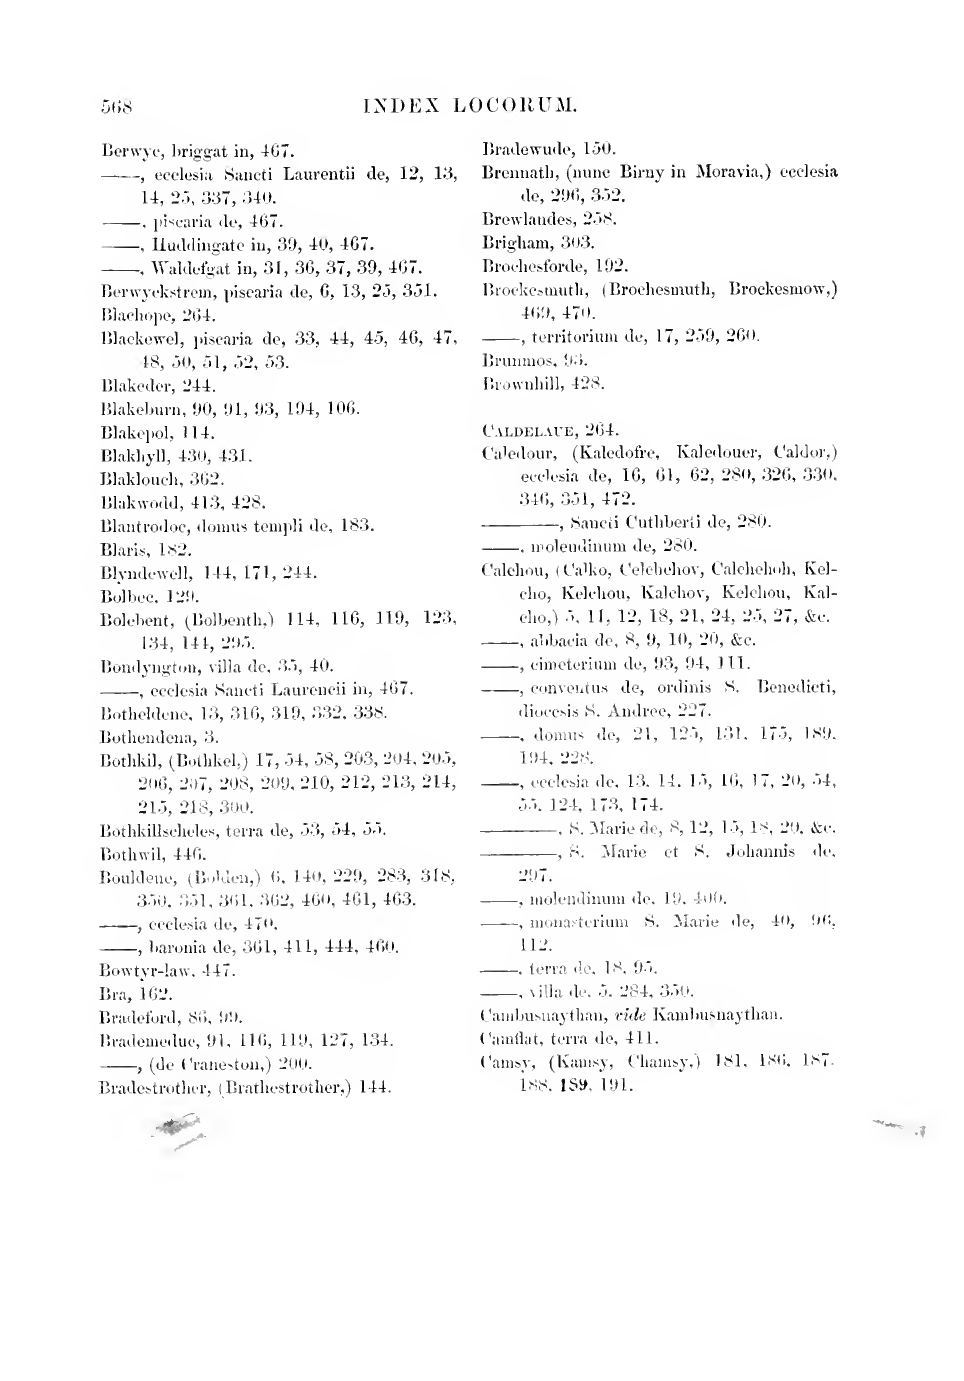 568
INDEX LOCORUM.
Berwyc, briggat in, 467.
———, ecclesia Sancti Laurentii de, 12, 13,
14, 25, 337, 340.
———, piscaria de, 467.
———, Huddingate in, 39, 40, 467.
———, Waldefgat in, 31, 36, 37, 39, 467.
Berwyckstrem, piscaria de, 6, 13, 25, 351.
Blachope, 264.
Blackewel, piscaria de, 33, 44, 45, 46, 47,
48, 50, 51, 52, 53.
Blakeder, 244.
Blakeburn, 90, 91, 93, 194, 106.
Blakepol, 114.
Blakhyll, 430, 431.
Blaklouch, 362.
Blakwodd, 413, 428.
Blantrodoc, domus templi de, 183.
Blaris, 182.
Blyndewell, 144, 171, 244.
Bolbec, 129.
Bolebent, (Bolbenth,) 114, 116, 119, 123,
134, 144, 295.
Bondyngton, villa de, 35, 40.
———, ecclesia Sancti Laurencii in, 467.
Botheldene, 13, 316, 319, 332, 338.
Bothendena, 3.
Bothkil, (Bothkel,) 17, 54, 58, 203, 204, 205,
206, 207, 208, 209, 210, 212, 213, 214,
215, 218, 300.
Bothkillscheles, terra de, 53, 54, 55.
Bothwil, 446.
Bouldene, (Bolden,) 6, 140, 229, 283, 318,
350, 351, 361, 362, 460, 461, 463.
———, ecclesia de, 470.
———, baronia de, 361, 411, 444, 460.
Bowtyr-law, 447.
Bra, 162.
Bradeford, 86, 99.
Brademedue, 91, 116, 119, 127, 134.
———, (de Craneston,) 200.
Bradestrother, (Brathestrother,) 144.
Bradewude, 150.
Brennath, (nunc Birny in Moravia,) ecclesia
de, 296, 352.
Brewlandes, 258.
Brigham, 303.
Brochesforde, 192.
Brockesmuth, (Brochesmuth, Brockesmow,)
469, 470.
———, territorium de, 17, 259, 260.
Brunmos, 93.
Brownhill, 428.
CALDELAUE, 264.
Caledour, (Kaledofre, Kaledouer, Caldor,)
ecclesia de, 16, 61, 62, 280, 326, 330,
346, 351, 472.
——————, Sancti Cuthberti de, 280.
———, molendinum de, 280.
Calchou, (Calko, Celchehov, Calchehoh, Kel-
cho, Kelchou, Kalchov, Kelchou, Kal-
cho,) 5, 11, 12, 18, 21, 24, 25, 27, &c.
———, abbacia de, 8, 9, 10, 20, &c.
———, cimeterium de, 93, 94, 111.
———, conventus de, ordinis S. Benedicti,
diocesis S. Andree, 227.
———, domus de, 21, 125, 131, 175, 189,
194, 228.
———, ecclesia de, 13, 14, 15, 16, 17, 20, 54,
55, 124, 173, 174.
——————, S. Marie de, 8, 12, 15, 18, 20, &c.
——————, S. Marie et S. Johannis de,
297.
———, molendinum de, 19, 400.
———, monasterium S. Marie de, 40, 96,
112.
———, terra de, 18, 95.
———, villa de, 5, 284, 350.
Cambusnaythan, vide Kambusnaythan.
Camflat, terra de, 411.
Camsy, (Kamsy, Chamsy,) 181, 186, 187,
188, 189, 191.